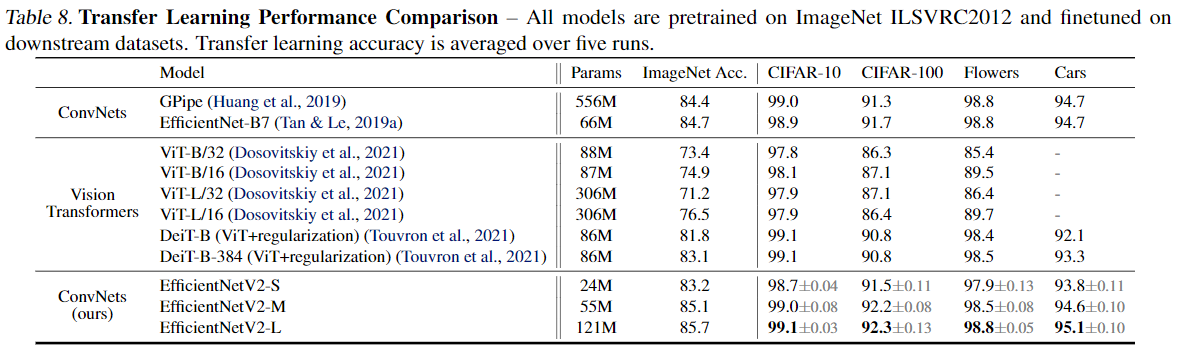 Table 8. Transfer Learning Performance Comparison – All models are pretrained on ImageNet ILSVRC2012 and finetuned on
downstream datasets. Transfer learning accuracy is averaged over five runs.
Model Params ImageNet Acc. CIFAR-10 CIFAR-100 Flowers Cars
ConvNets
GPipe (Huang et al., 2019) 556M 84.4 99.0 91.3 98.8 94.7
EfficientNet-B7 (Tan & Le, 2019a) 66M 84.7 98.9 91.7 98.8 94.7
Vision
Transformers
ViT-B/32 (Dosovitskiy et al., 2021) 88M 73.4 97.8 86.3 85.4 -
ViT-B/16 (Dosovitskiy et al., 2021) 87M 74.9 98.1 87.1 89.5 -
ViT-L/32 (Dosovitskiy et al., 2021) 306M 71.2 97.9 87.1 86.4 -
ViT-L/16 (Dosovitskiy et al., 2021) 306M 76.5 97.9 86.4 89.7 -
DeiT-B (ViT+regularization) (Touvron et al., 2021) 86M 81.8 99.1 90.8 98.4 92.1
DeiT-B-384 (ViT+regularization) (Touvron et al., 2021) 86M 83.1 99.1 90.8 98.5 93.3
ConvNets
(ours)
EfficientNetV2-S 24M 83.2 98.7±0.04 91.5±0.11 97.9±0.13 93.8±0.11
EfficientNetV2-M 55M 85.1 99.0±0.08 92.2±0.08 98.5±0.08 94.6±0.10
EfficientNetV2-L 121M 85.7 99.1±0.03 92.3±0.13 98.8±0.05 95.1±0.10